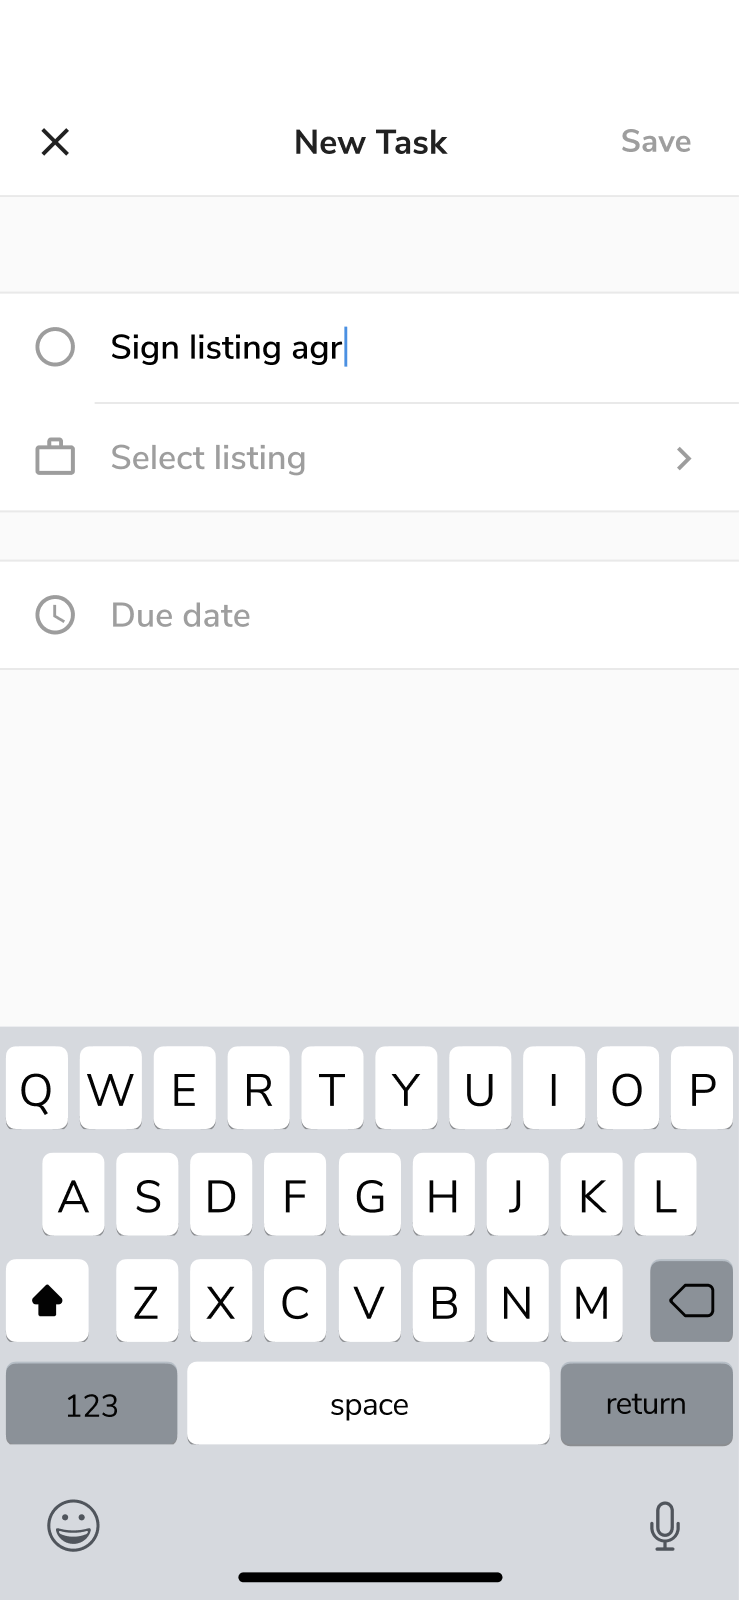 New Task
Save
Sign listing agr
Select listing
Due date
Q W E R T Y U I O P
A S D F G H J K L
Z X C V B N M
123 space return